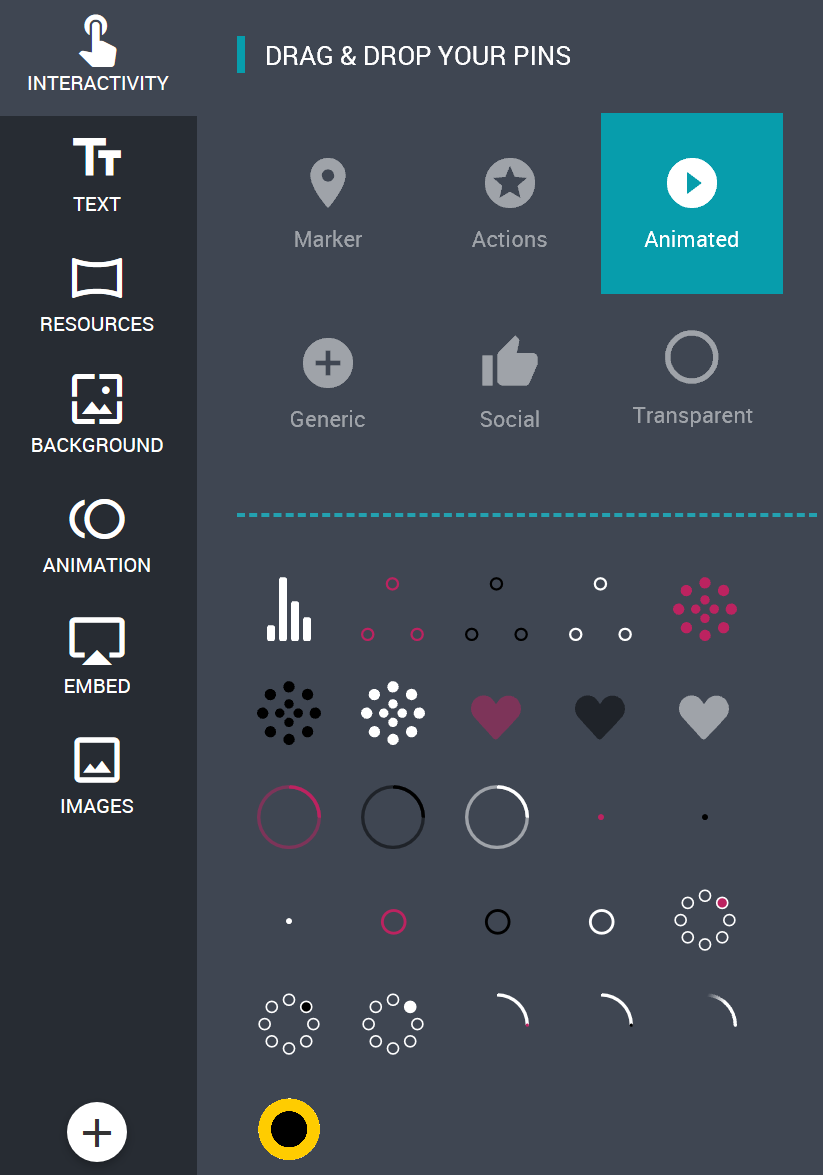 INTERACTIVITY
DRAG & DROP YOUR PINS
TEXT
RESOURCES
BACKGROUND
ANIMATION
EMBED
IMAGES
Marker
Actions
Animated
Generic
Social
Transparent